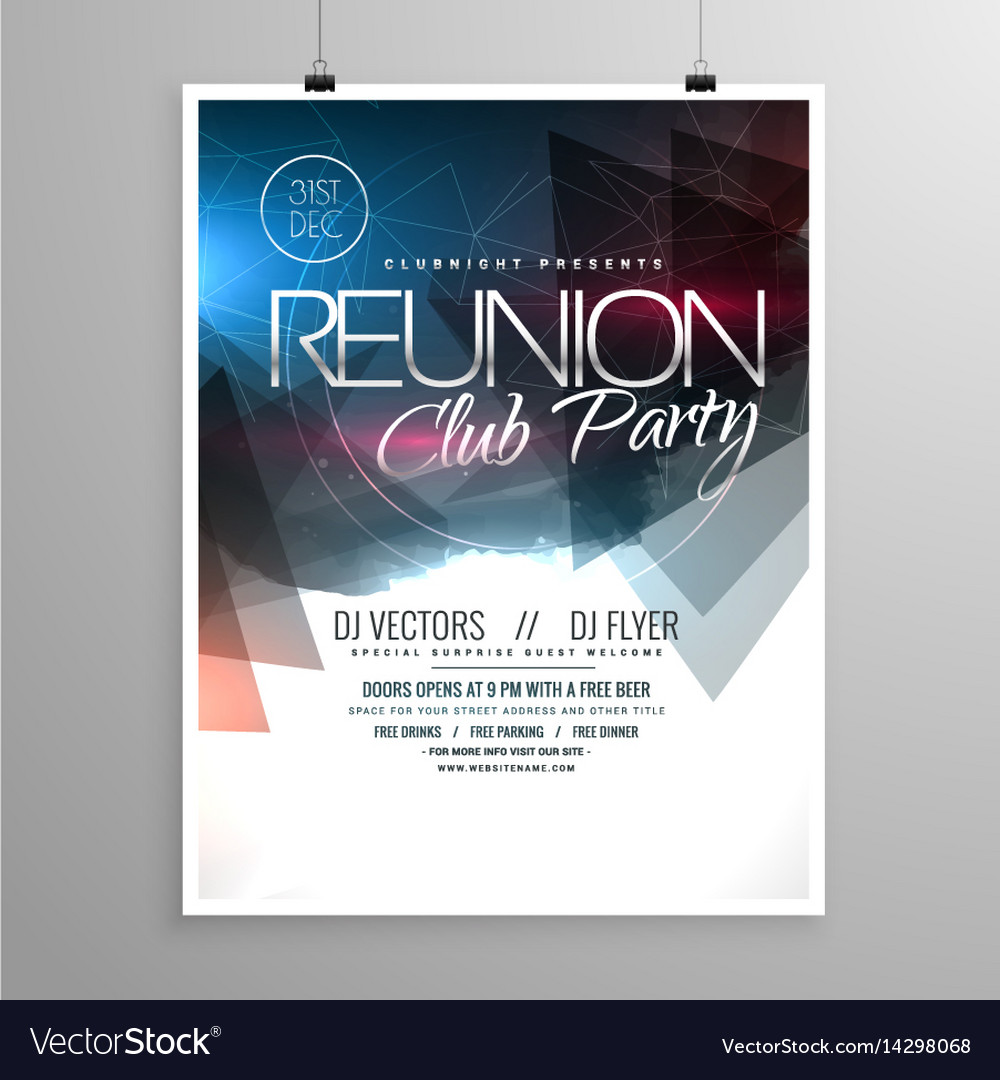 31ST
DEC
CLUBNIGHT PRESENTS
REUNION
Club Party
DJ VECTORS // DJ FLYER
SPECIAL SURPRISE GUEST WELCOME
DOORS OPENS AT 9 PM WITH A FREE BEER
SPACE FOR YOUR STREET ADDRESS AND OTHER TITLE
FREE DRINKS / FREE PARKING / FREE DINNER
- FOR MORE INFO VISIT OUR SITE -
WWW.WEBSITENAME.COM
VectorStock®
VectorStock.com/14298068